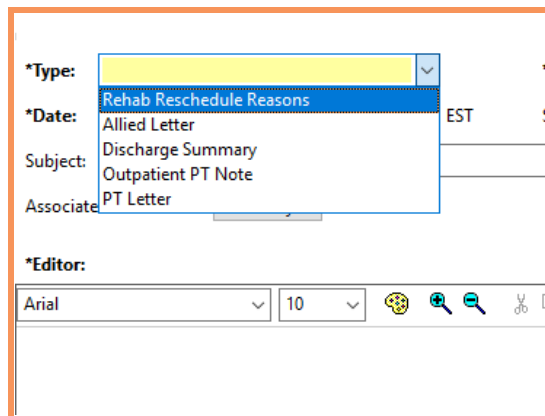 *Type:
*
Rehab Reschedule Reasons
*Date:
EST
Allied Letter
Discharge Summary
Subject:
Outpatient PT Note
Associate
PT Letter
*Editor:
Arial
10